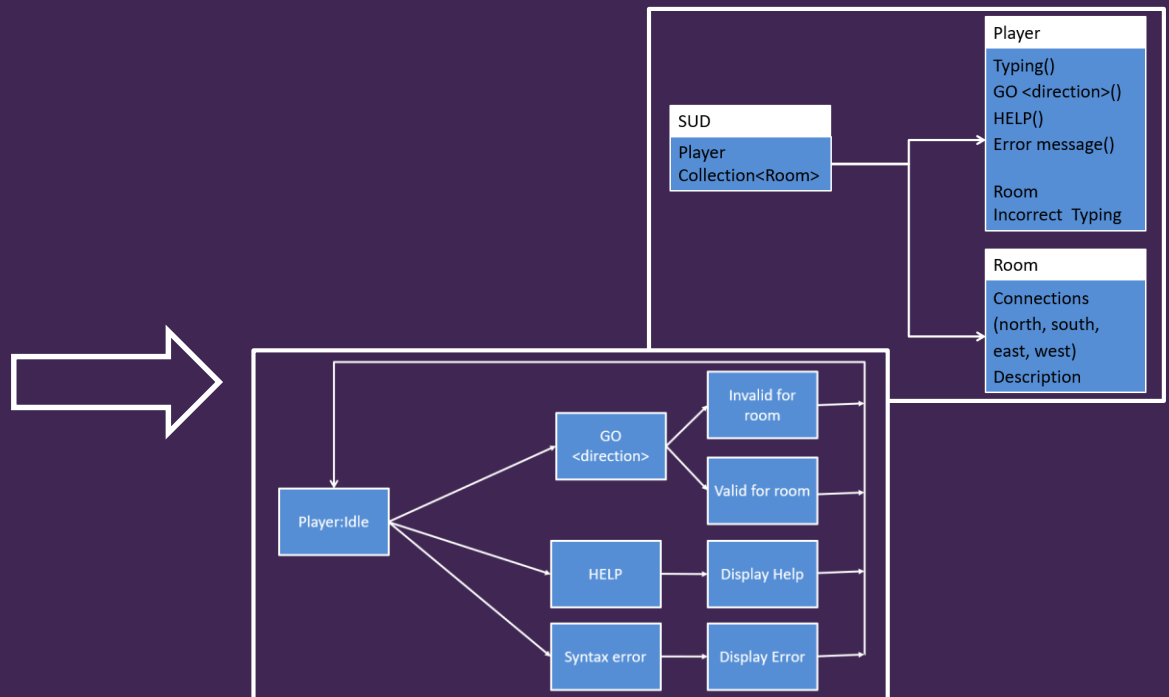 Player
Typing()
GO <direction>()
HELP()
Error message()
Room
Incorrect Typing
SUD
Player
Collection<Room>
Room
Connections
(north, south,
east, west)
Description
Player:Idle
GO
<direction>
Invalid for
room
Valid for room
HELP
Display Help
Syntax error
Display Error